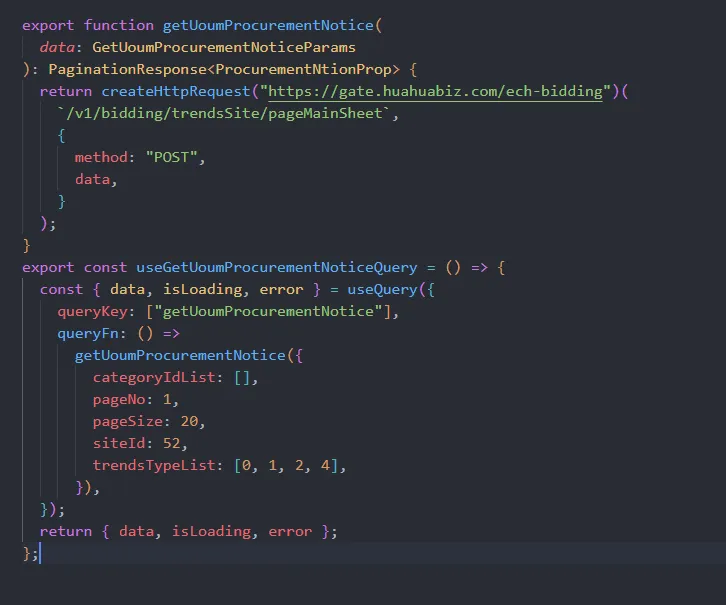 export function getUoumProcurementNotice(
data: GetUoumProcurementNoticeParams
): PaginationResponse<ProcurementNtionProp> {
return createHttpRequest("https://gate.huahuabiz.com/ech-bidding")(
`/v1/bidding/trendsSite/pageMainSheet`,
{
method: "POST",
data,
}
);
}
export const useGetUoumProcurementNoticeQuery = () => {
const { data, isLoading, error } = useQuery({
queryKey: ["getUoumProcurementNotice"],
queryFn: () =>
getUoumProcurementNotice({
categoryIdList: [],
pageNo: 1,
pageSize: 20,
siteId: 52,
trendsTypeList: [0, 1, 2, 4],
}),
});
return { data, isLoading, error };
};